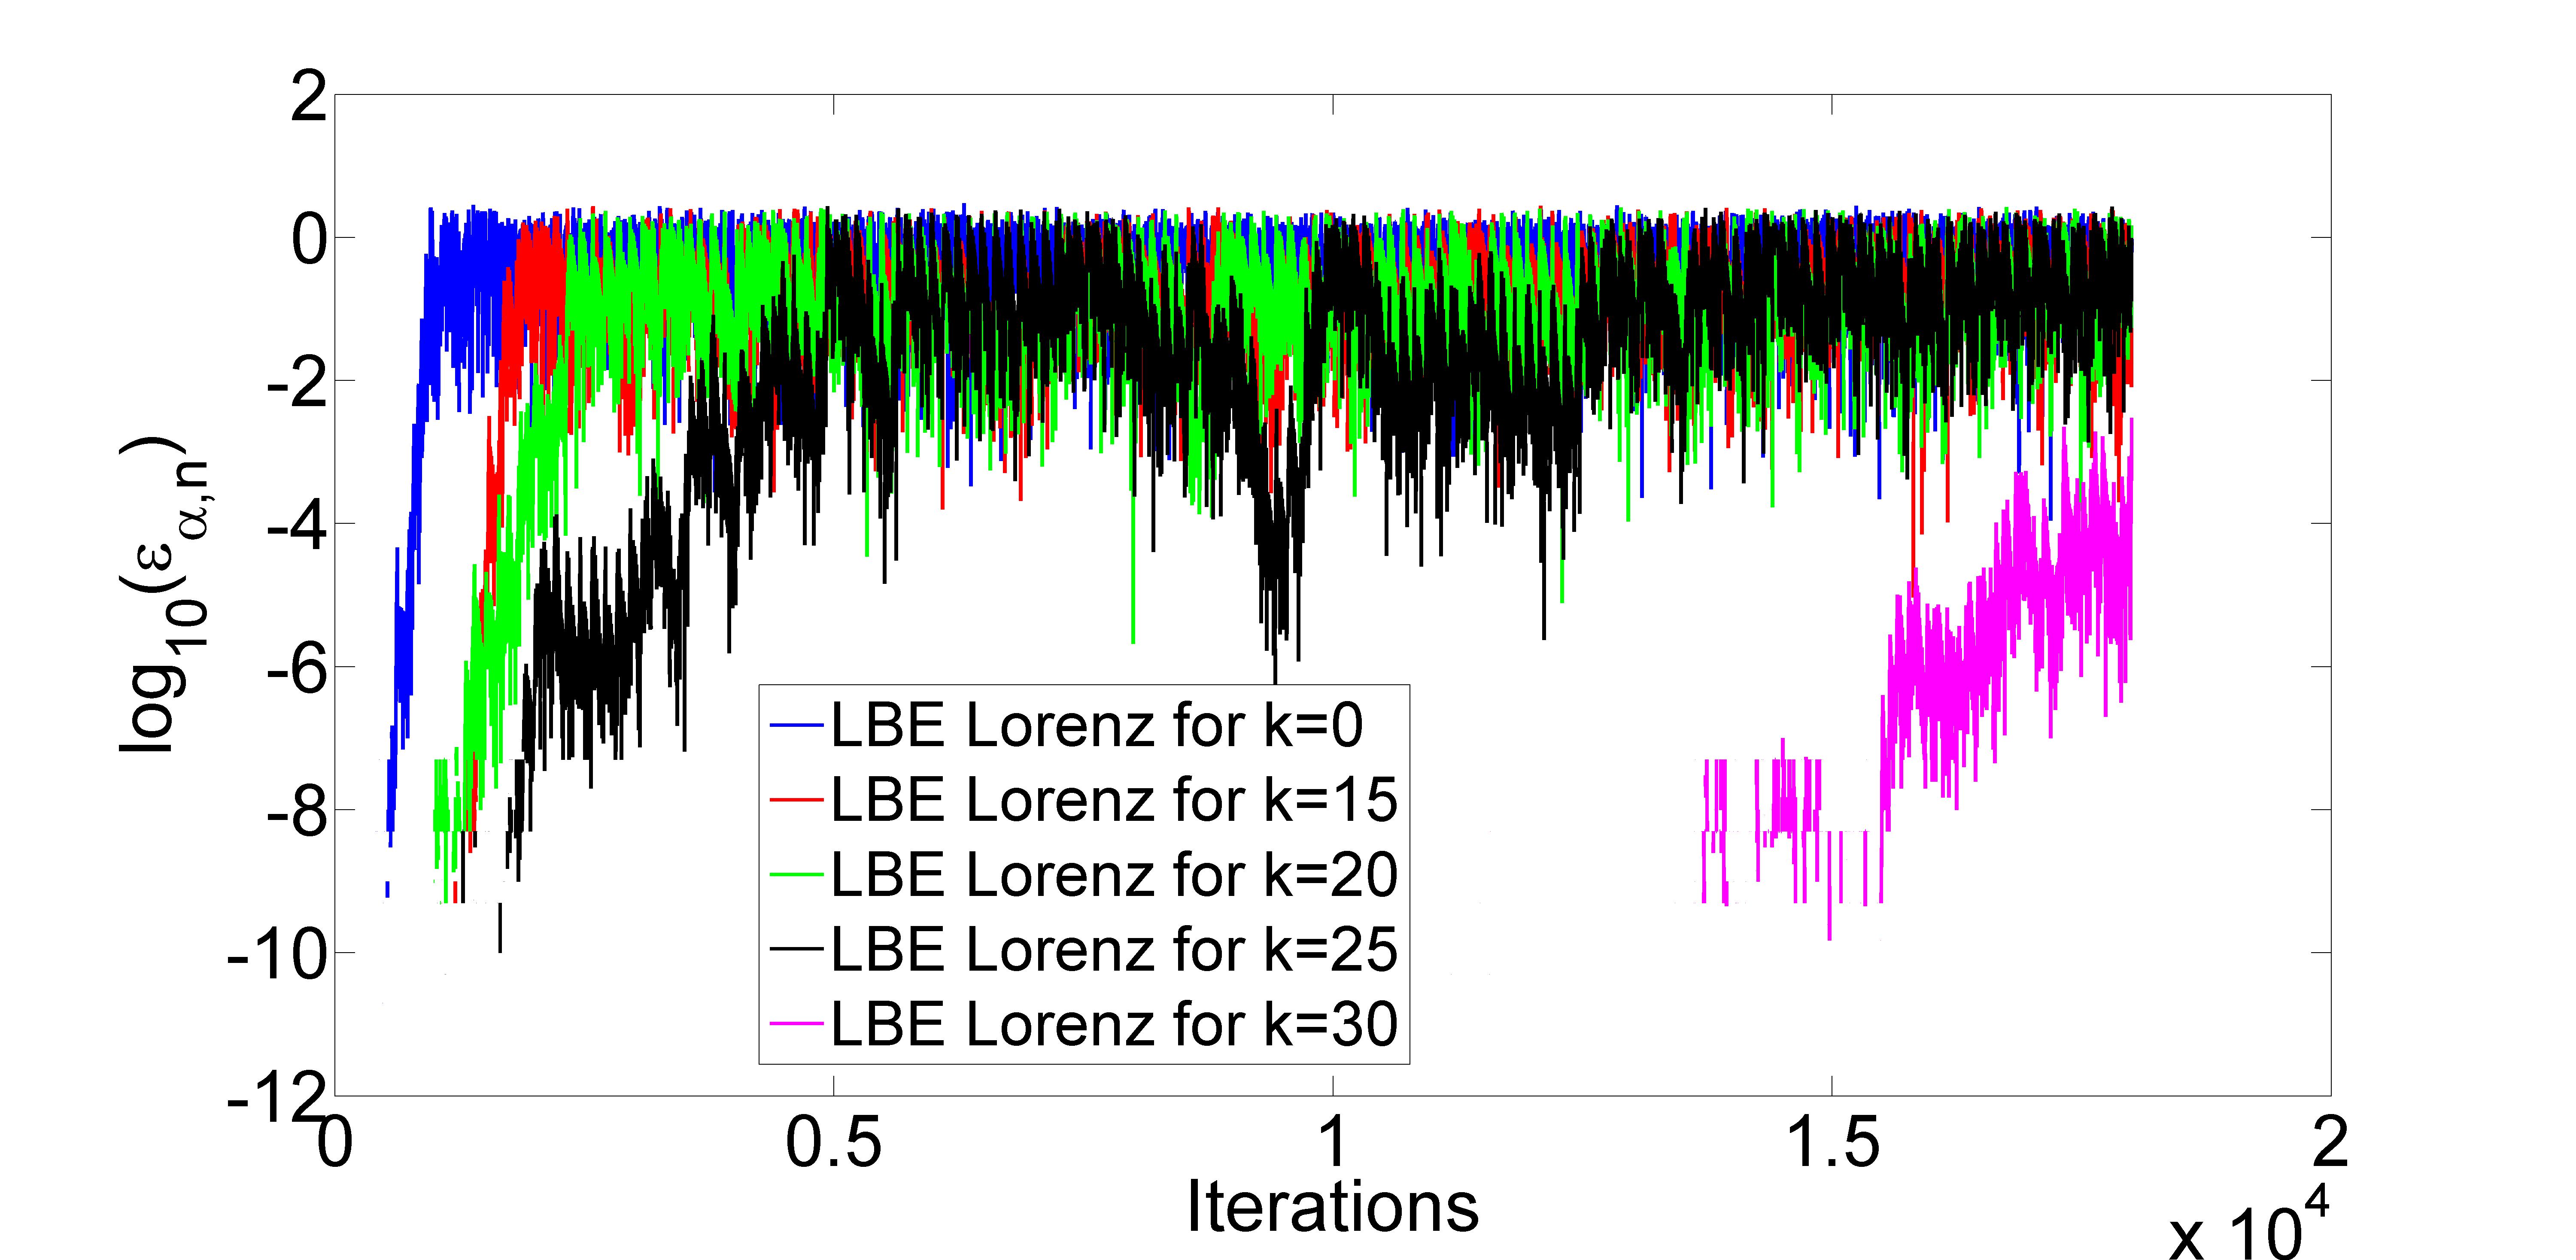 2
0
-2
-4
-6
-8
-10
-12
log10(εα,n)
LBE Lorenz for k=0
LBE Lorenz for k=15
LBE Lorenz for k=20
LBE Lorenz for k=25
LBE Lorenz for k=30
0 0.5 1 1.5 2
Iterations
x 10^4